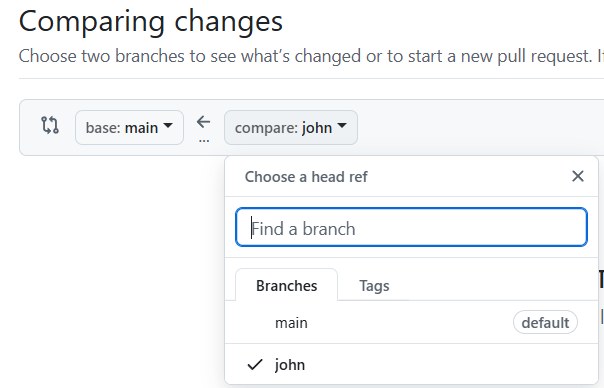 Comparing changes
Choose two branches to see what's changed or to start a new pull request.
base: main
compare: john
...
Choose a head ref
Find a branch
Branches Tags
main default
john